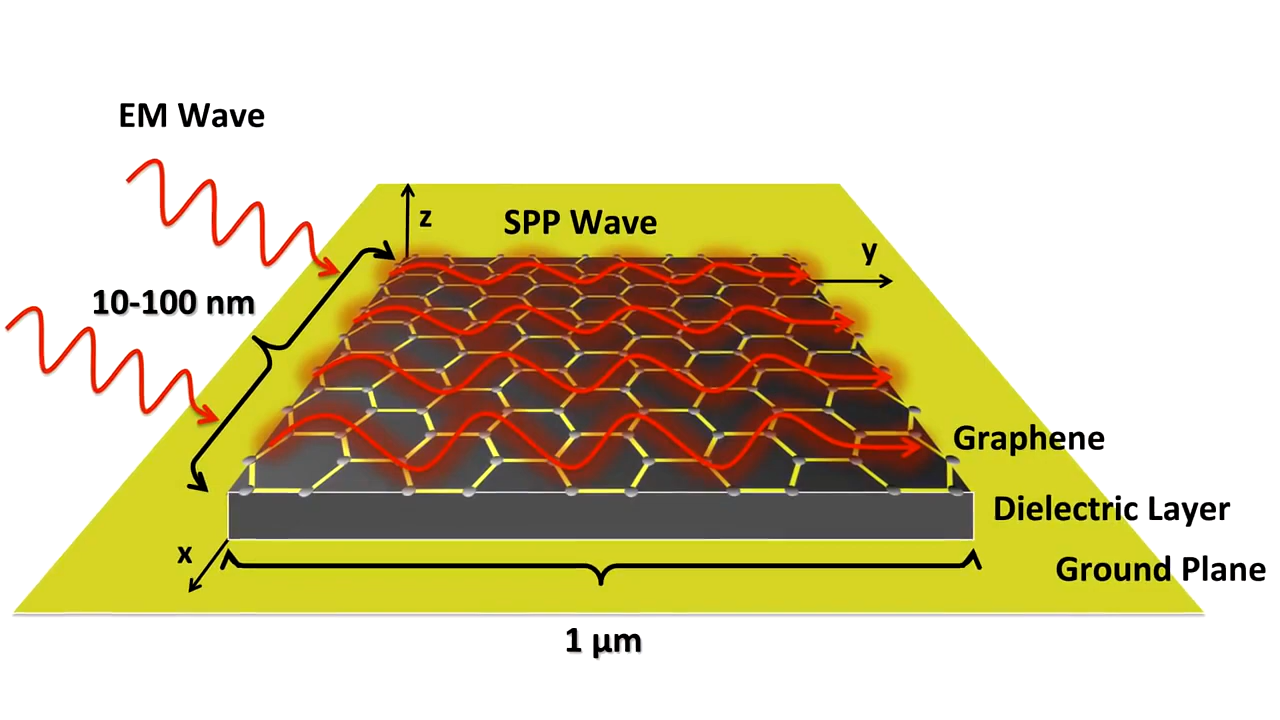 EM Wave
z
SPP Wave
y
10-100 nm
Graphene
Dielectric Layer
x
Ground Plane
1 µm